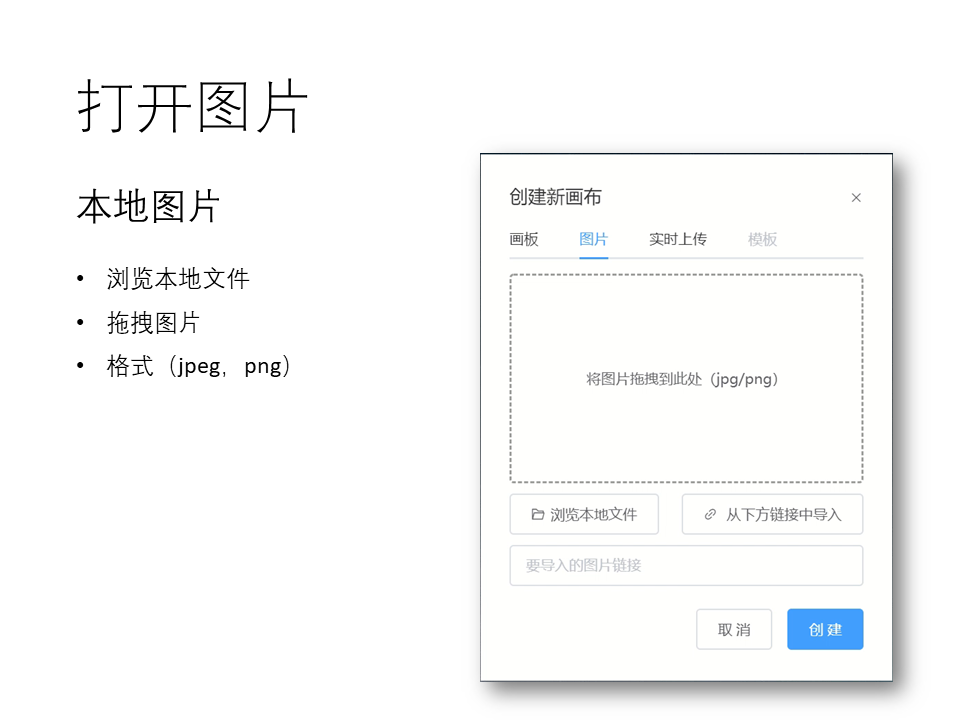 打开图片
本地图片
• 浏览本地文件
• 拖拽图片
• 格式（jpeg，png）
创建新画布 ×
画板 图片 实时上传 模板
将图片拖拽到此处（jpg/png）
浏览本地文件 从下方链接中导入
要导入的图片链接
取消 创建